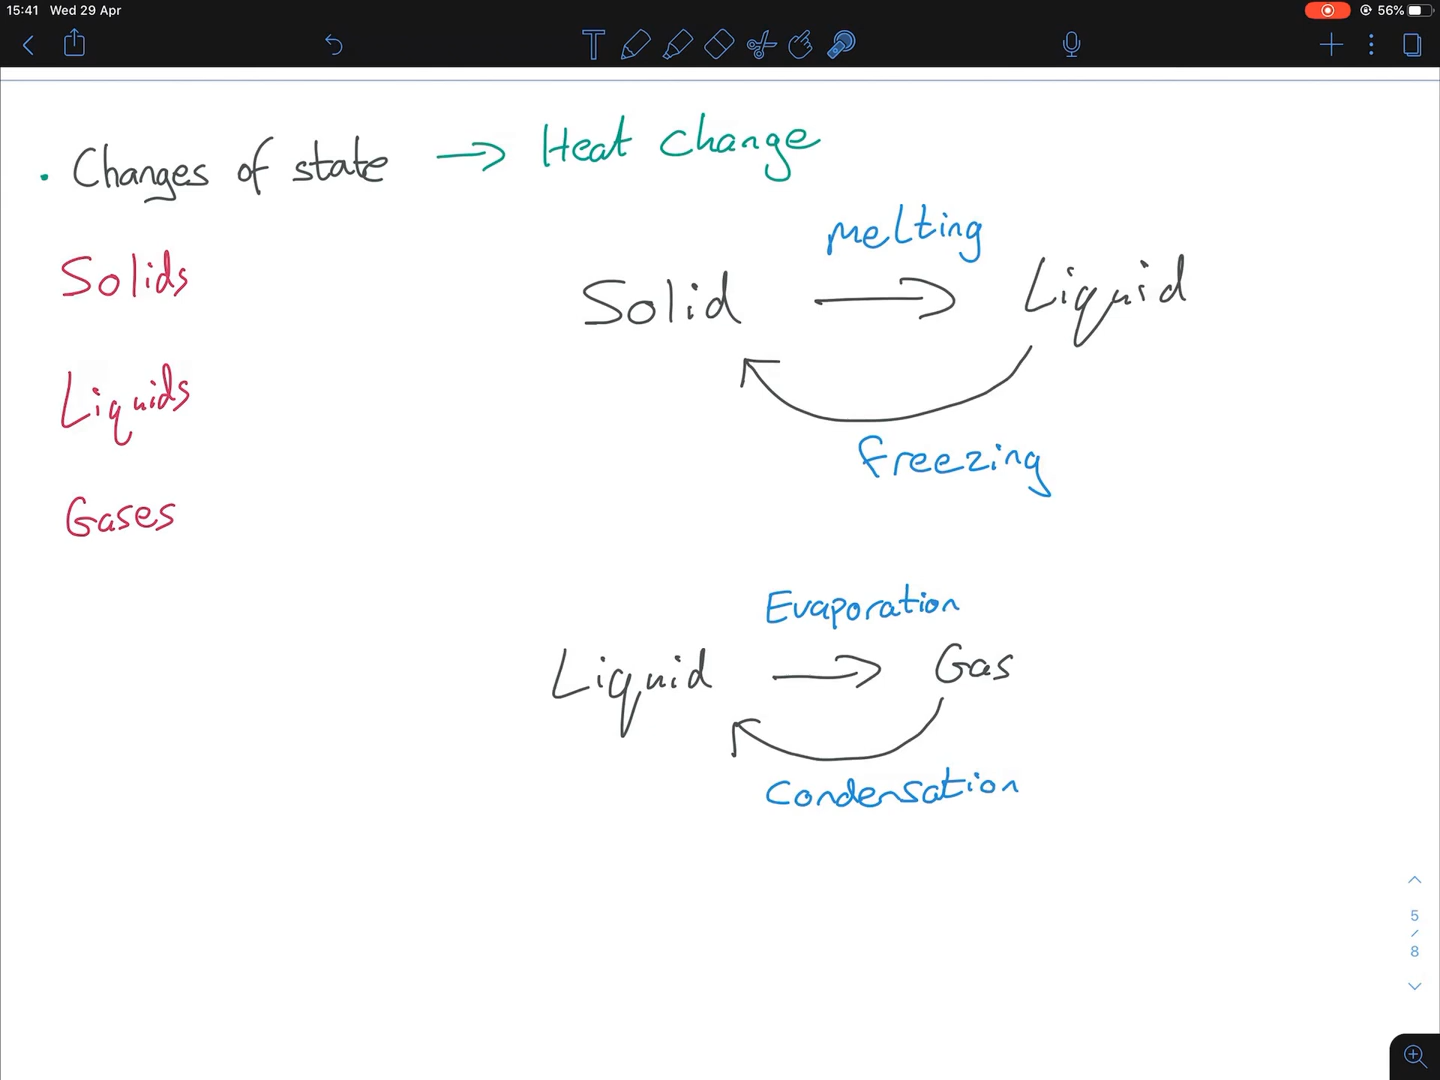 15:41 Wed 29 Apr
56%
T
. Changes of state → Heat change
Solids
Liquids
Gases
melting
Solid → Liquid
freezing
Evaporation
Liquid → Gas
Condensation
5
/
8